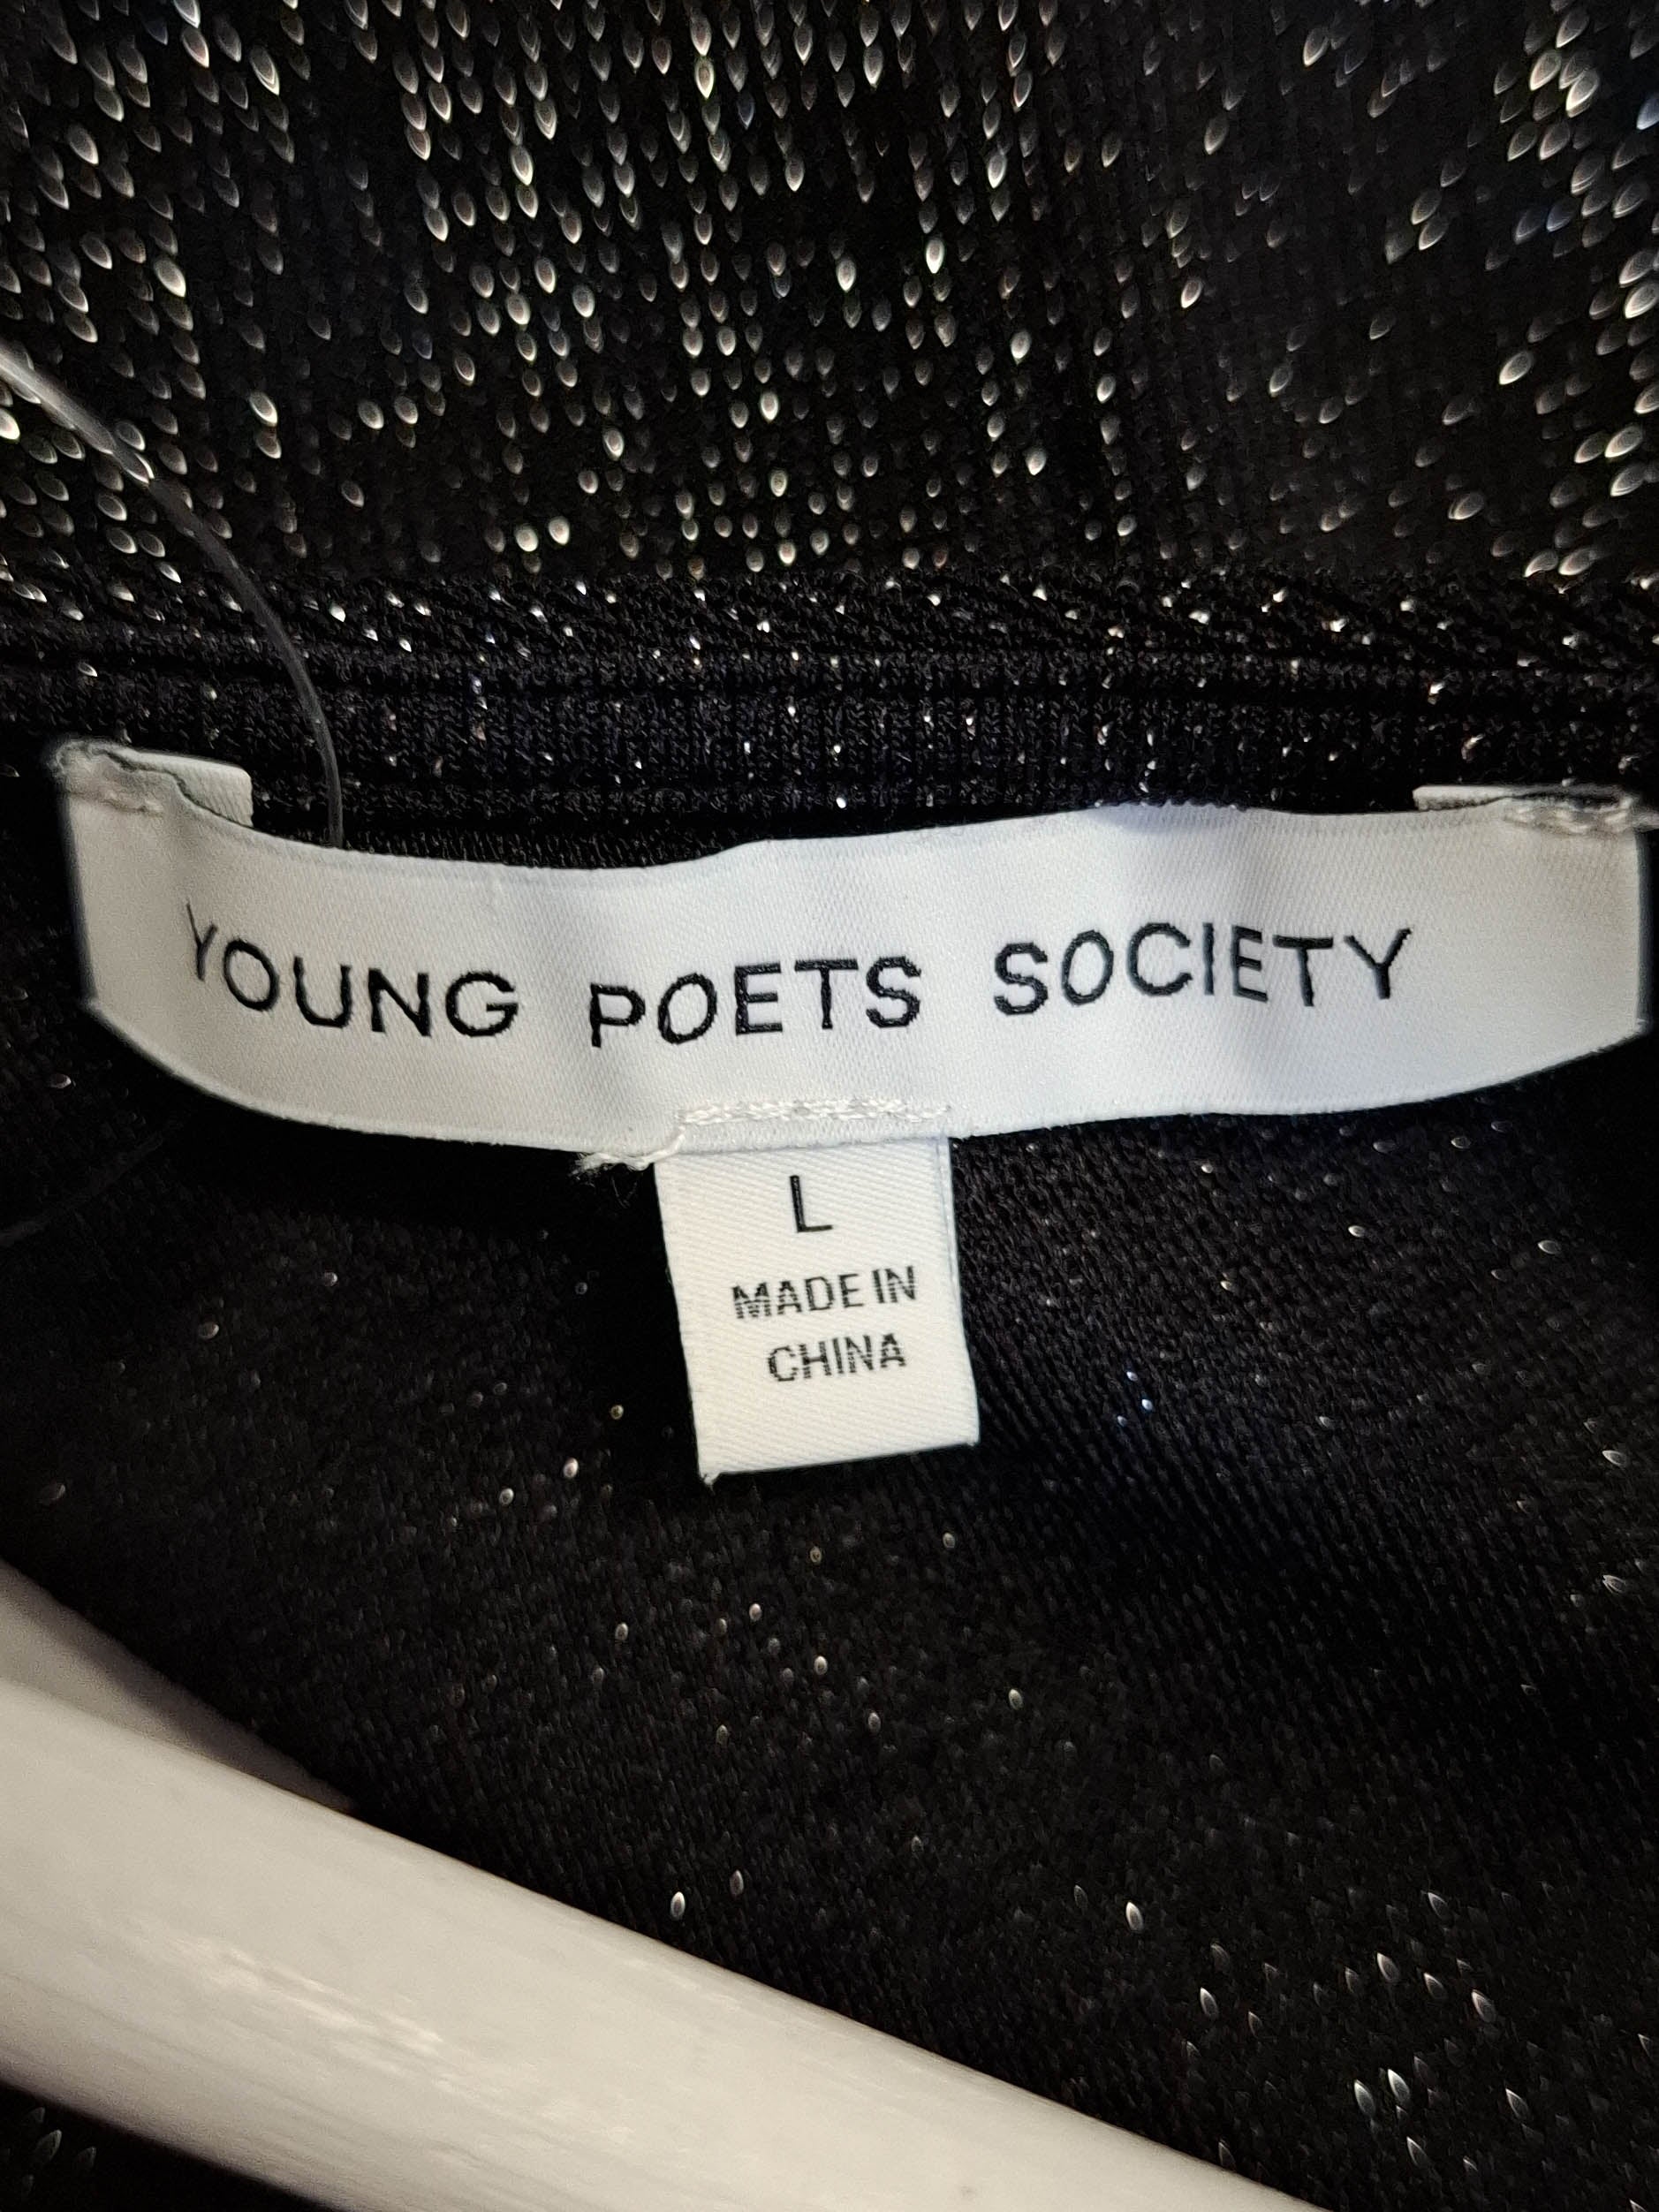 YOUNG POETS SOCIETY
L
MADE IN
CHINA